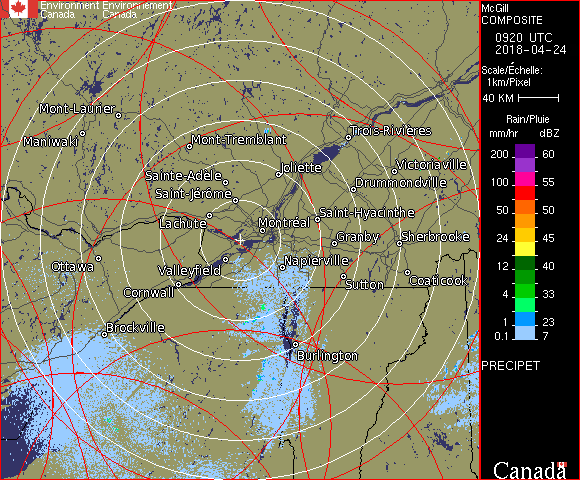 Environment Environnement
Canada Canada
McGill
COMPOSITE
0920 UTC
2018-04-24
Scale/Échelle:
1km/Pixel
40 KM
Rain/Pluie
mm/hr dBZ
200 60
150 55
100 55
50 50
24 45
12 40
4 33
1 23
0.1 7
PRECIPET
Canada
Mont-Laurier
Maniwaki
Mont-Tremblant
Trois-Rivières
Joliette
Victoriaville
Sainte-Adèle
Drummondville
Saint-Jérôme
Saint-Hyacinthe
Lachute
Montréal
Granby
Sherbrooke
Ottawa
Valleyfield
Napierville
Coaticook
Cornwall
Sutton
Brockville
Burlington